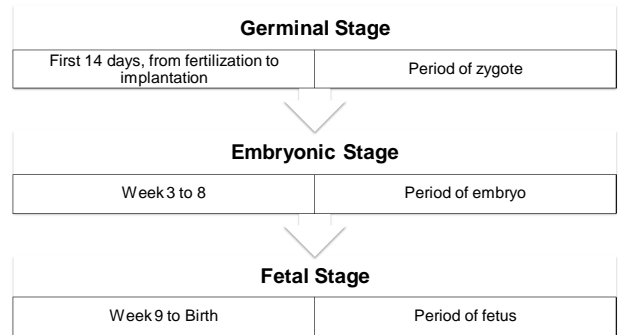 Germinal Stage
First 14 days, from fertilization to
implantation
Period of zygote
Embryonic Stage
Week 3 to 8
Period of embryo
Fetal Stage
Week 9 to Birth
Period of fetus